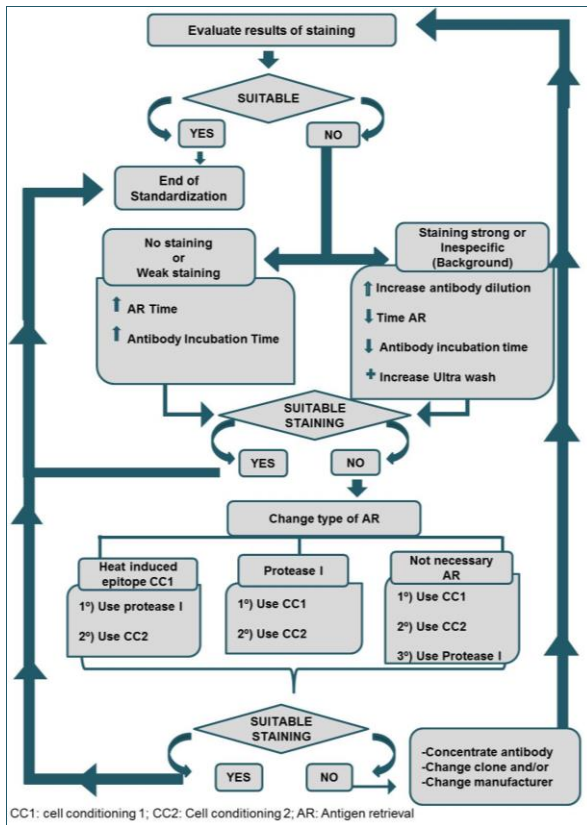 Evaluate results of staining
SUITABLE
YES
NO
End of
Standardization
No staining
or
Weak staining
AR Time
Antibody Incubation Time
Staining strong or
Inespecific
(Background)
Increase antibody dilution
Time AR
Antibody incubation time
+ Increase Ultra wash
SUITABLE
STAINING
YES
NO
Change type of AR
Heat induced
epitope CC1
1º) Use protease I
2º) Use CC2
Protease I
1º) Use CC1
2º) Use CC2
Not necessary
AR
1º) Use CC1
2º) Use CC2
3º) Use Protease I
SUITABLE
STAINING
YES
NO
-Concentrate antibody
-Change clone and/or
-Change manufacturer
CC1: cell conditioning 1; CC2: Cell conditioning 2; AR: Antigen retrieval